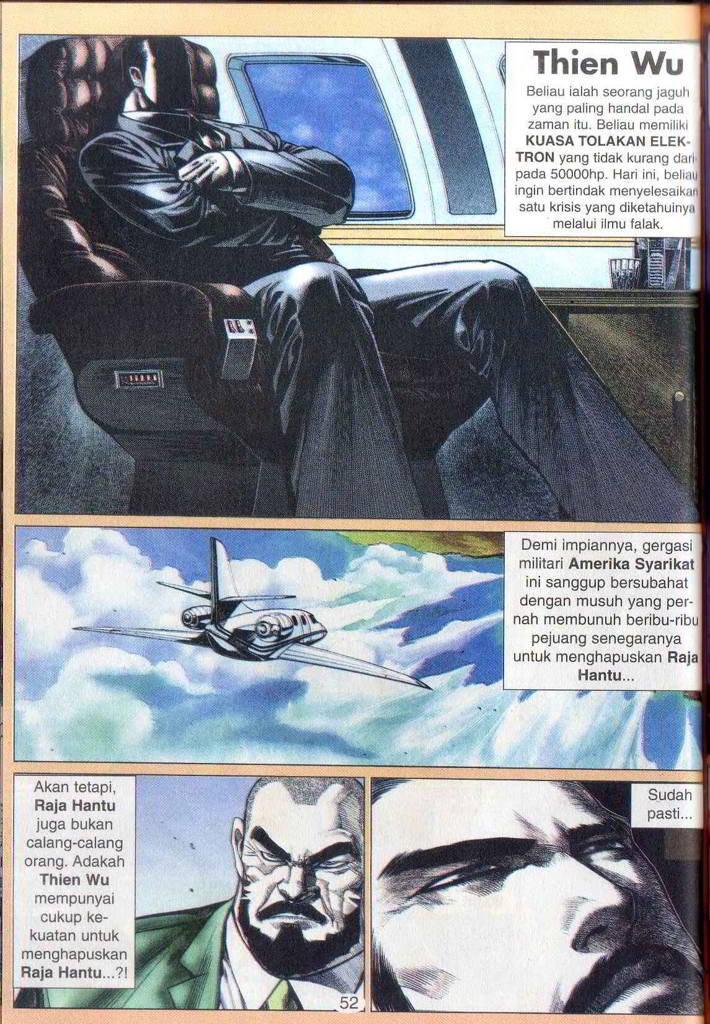 Thien Wu
Beliau ialah seorang jaguh
yang paling handal pada
zaman itu. Beliau memiliki
KUASA TOLAKAN ELEK-
TRON yang tidak kurang dari-
pada 50000hp. Hari ini, beliau
ingin bertindak menyelesaikan
satu krisis yang diketahuinya
melalui ilmu falak.
Demi impiannya, gergasi
militari Amerika Syarikat
ini sanggup bersubahat
dengan musuh yang per-
nah membunuh beribu-ribu
pejuang senegaranya
untuk menghapuskan Raja
Hantu...
Akan tetapi,
Raja Hantu
juga bukan
calang-calang
orang. Adakah
Thien Wu
mempunyai
cukup ke-
kuatan untuk
menghapuskan
Raja Hantu...?!
Sudah
pasti...
52